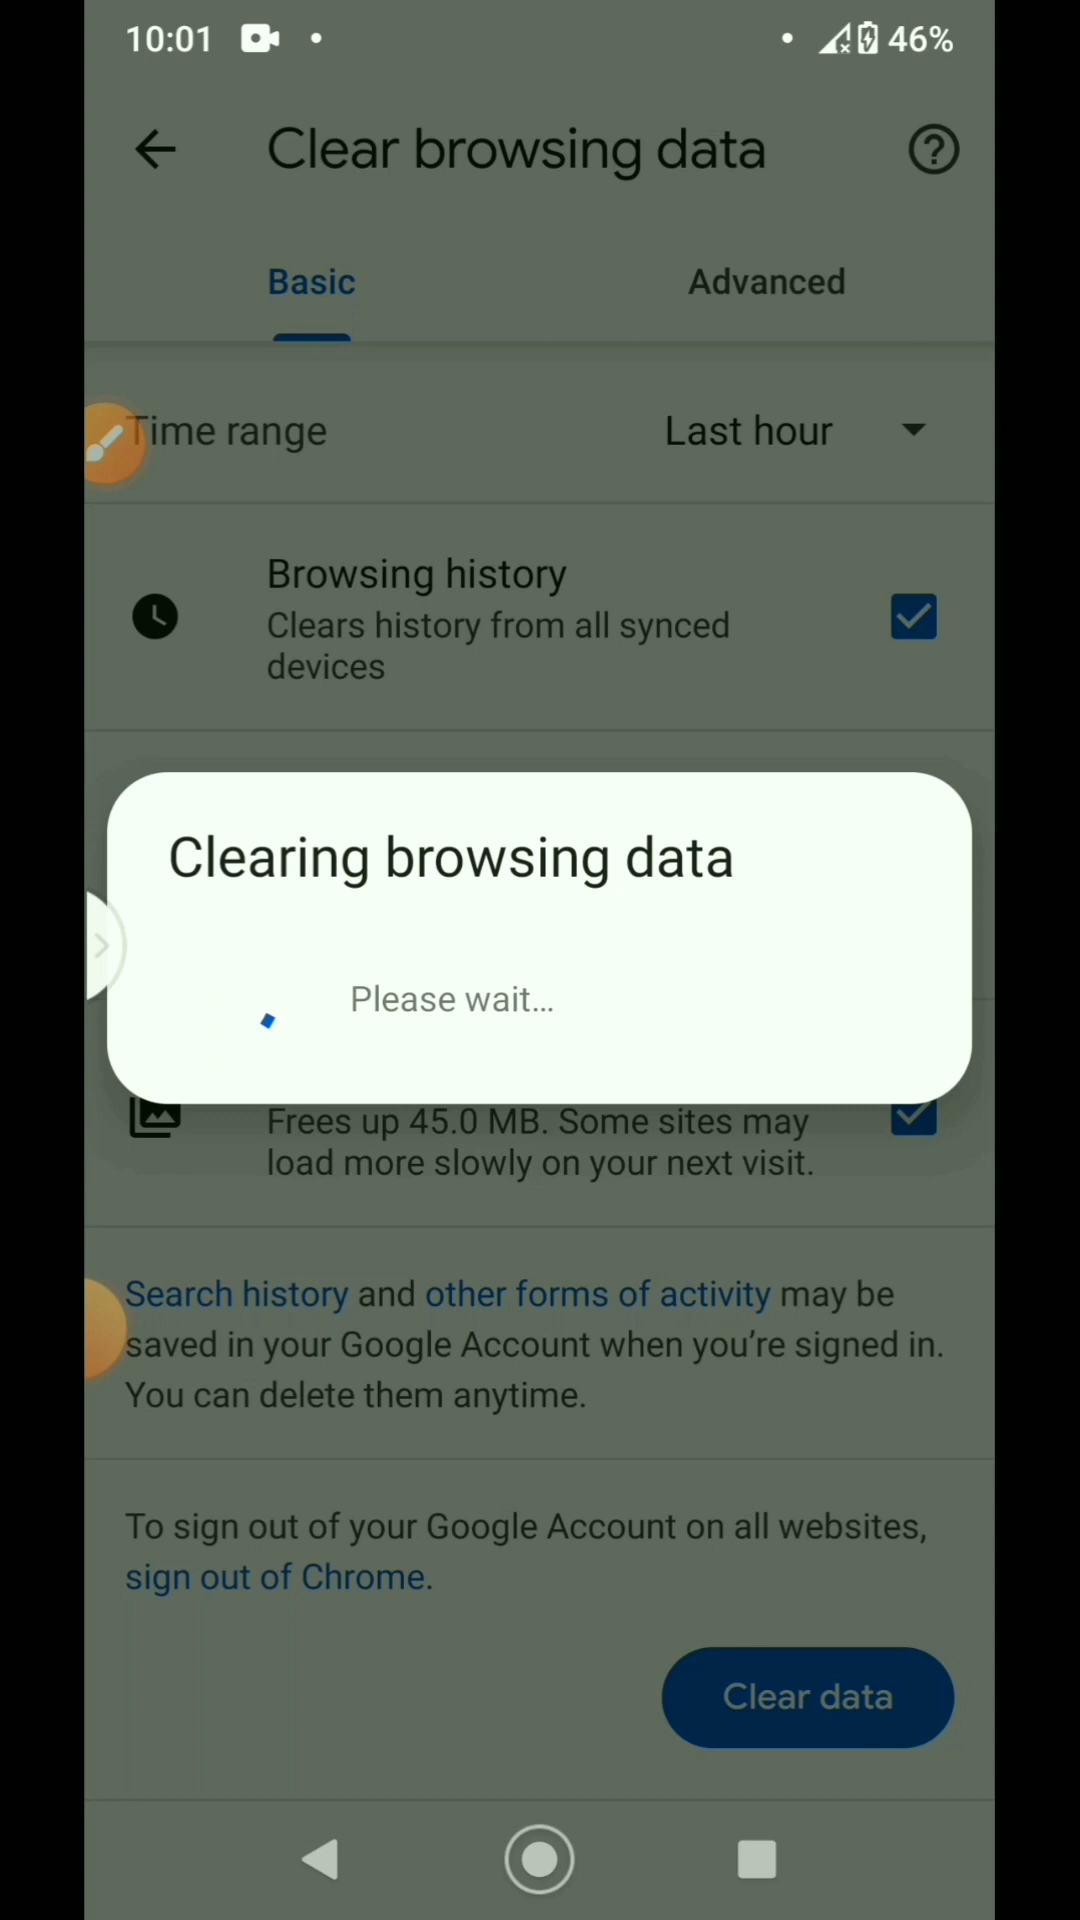 10:01 46%
Clear browsing data
Basic Advanced
Time range Last hour
Browsing history
Clears history from all synced
devices
Clearing browsing data
Please wait...
Frees up 45.0 MB. Some sites may
load more slowly on your next visit.
Search history and other forms of activity may be
saved in your Google Account when you’re signed in.
You can delete them anytime.
To sign out of your Google Account on all websites,
sign out of Chrome.
Clear data